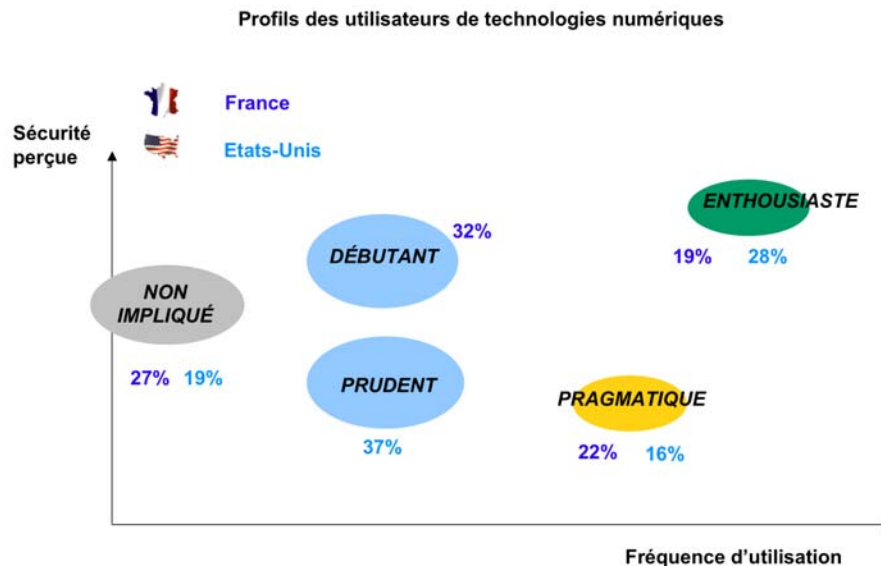 Profils des utilisateurs de technologies numériques
France
Etats-Unis
Sécurité
perçue
ENTHOUSIASTE
19% 28%
32%
DÉBUTANT
NON
IMPLIQUÉ
27% 19%
PRUDENT
37%
PRAGMATIQUE
22% 16%
Fréquence d'utilisation